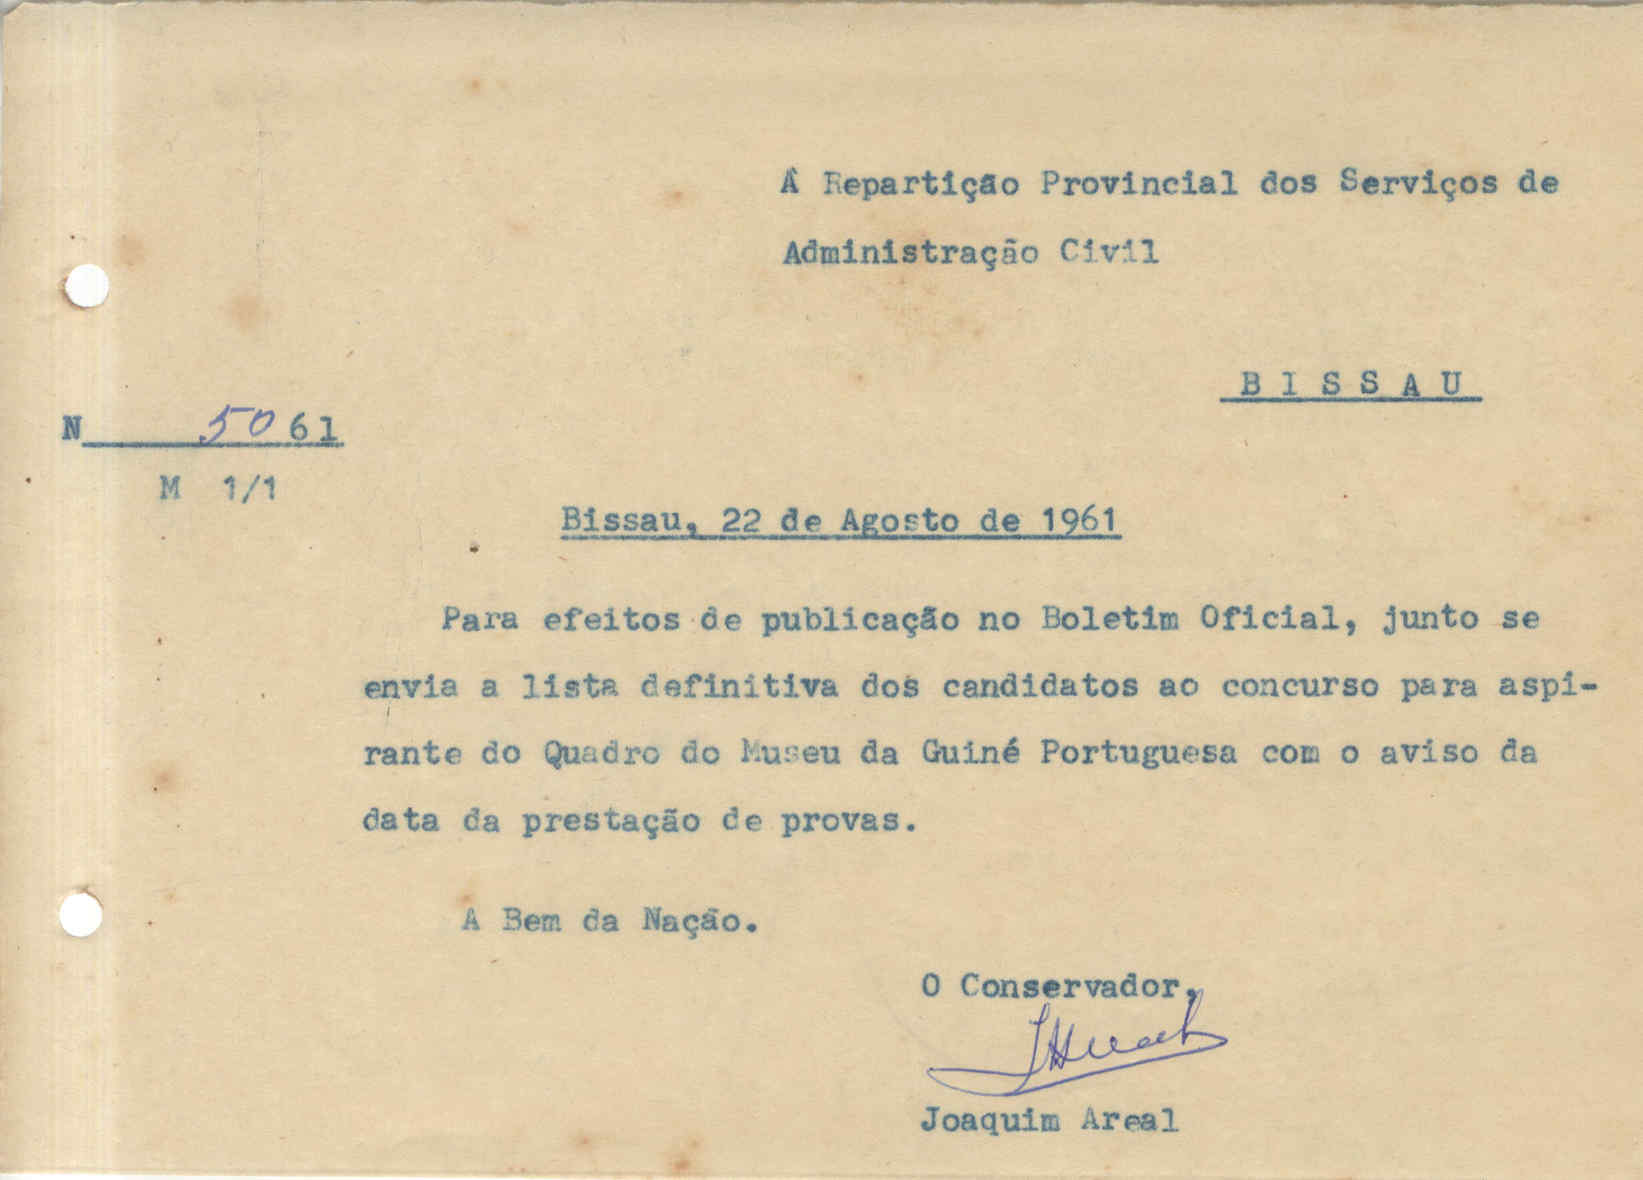 Á Repartição Provincial dos Serviços de
Administração Civil
B I S S A U
N 50 61
M 1/1
Bissau, 22 de Agosto de 1961
Para efeitos de publicação no Boletim Oficial, junto se
envia a lista definitiva dos candidatos ao concurso para aspi-
rante do Quadro do Museu da Guiné Portuguesa com o aviso da
data da prestação de provas.
A Bem da Nação.
O Conservador,
Joaquim Areal